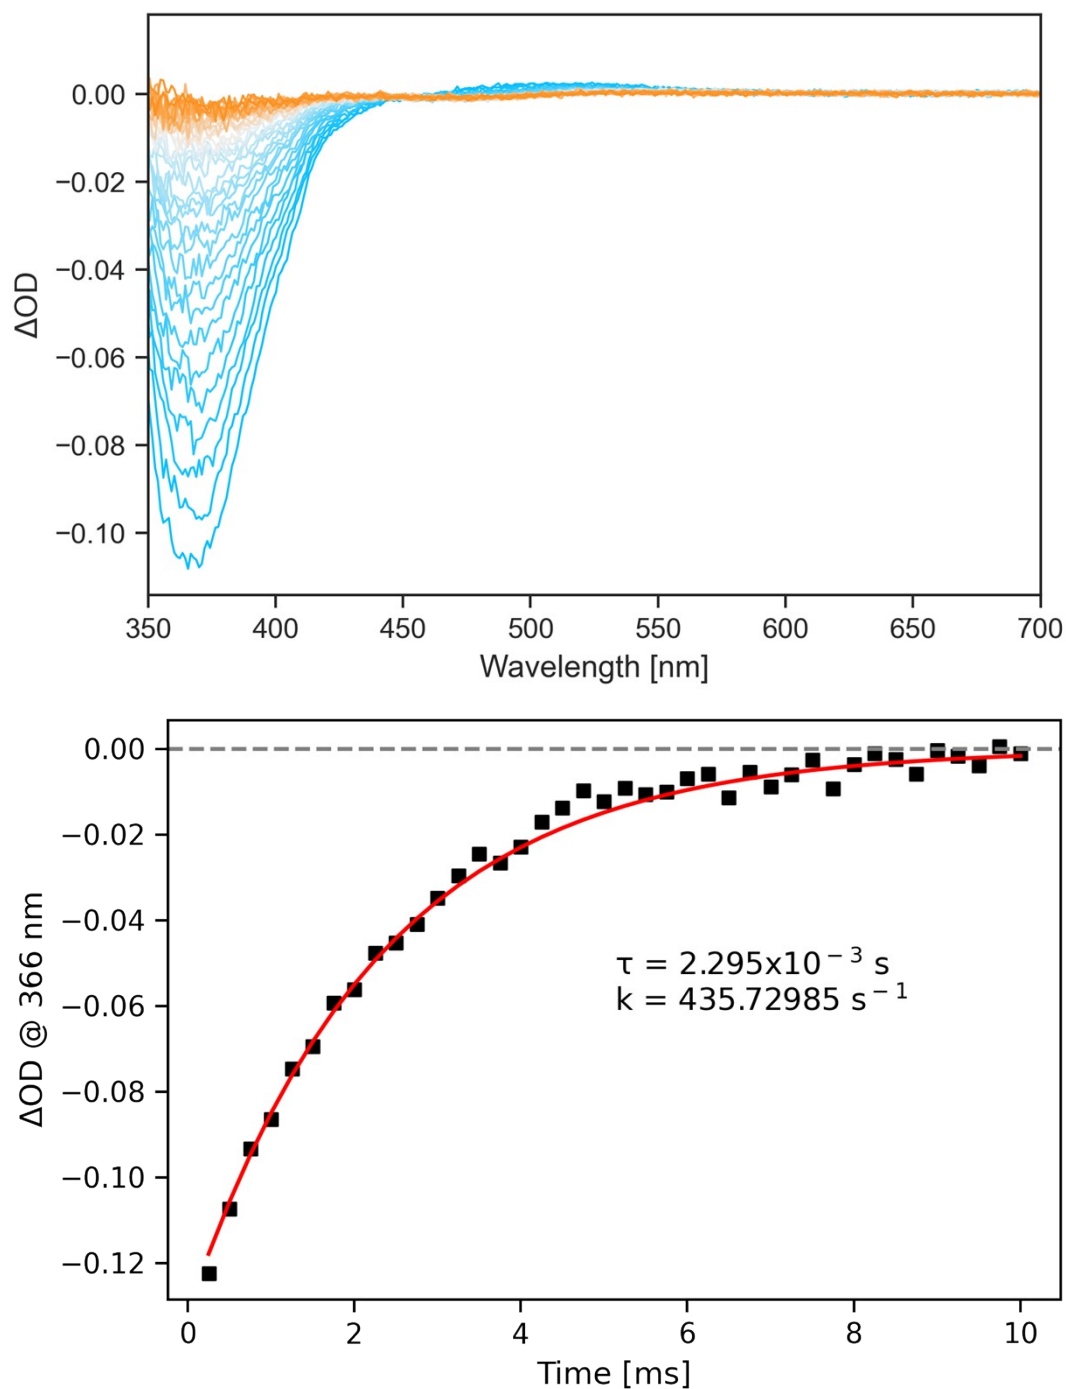 0.00
−0.02
−0.04
−0.06
−0.08
−0.10
ΔOD
350 400 450 500 550 600 650 700
Wavelength [nm]
0.00
−0.02
−0.04
−0.06
−0.08
−0.10
−0.12
ΔOD @ 366 nm
τ = 2.295x10⁻³ s
k = 435.72985 s⁻¹
0 2 4 6 8 10
Time [ms]